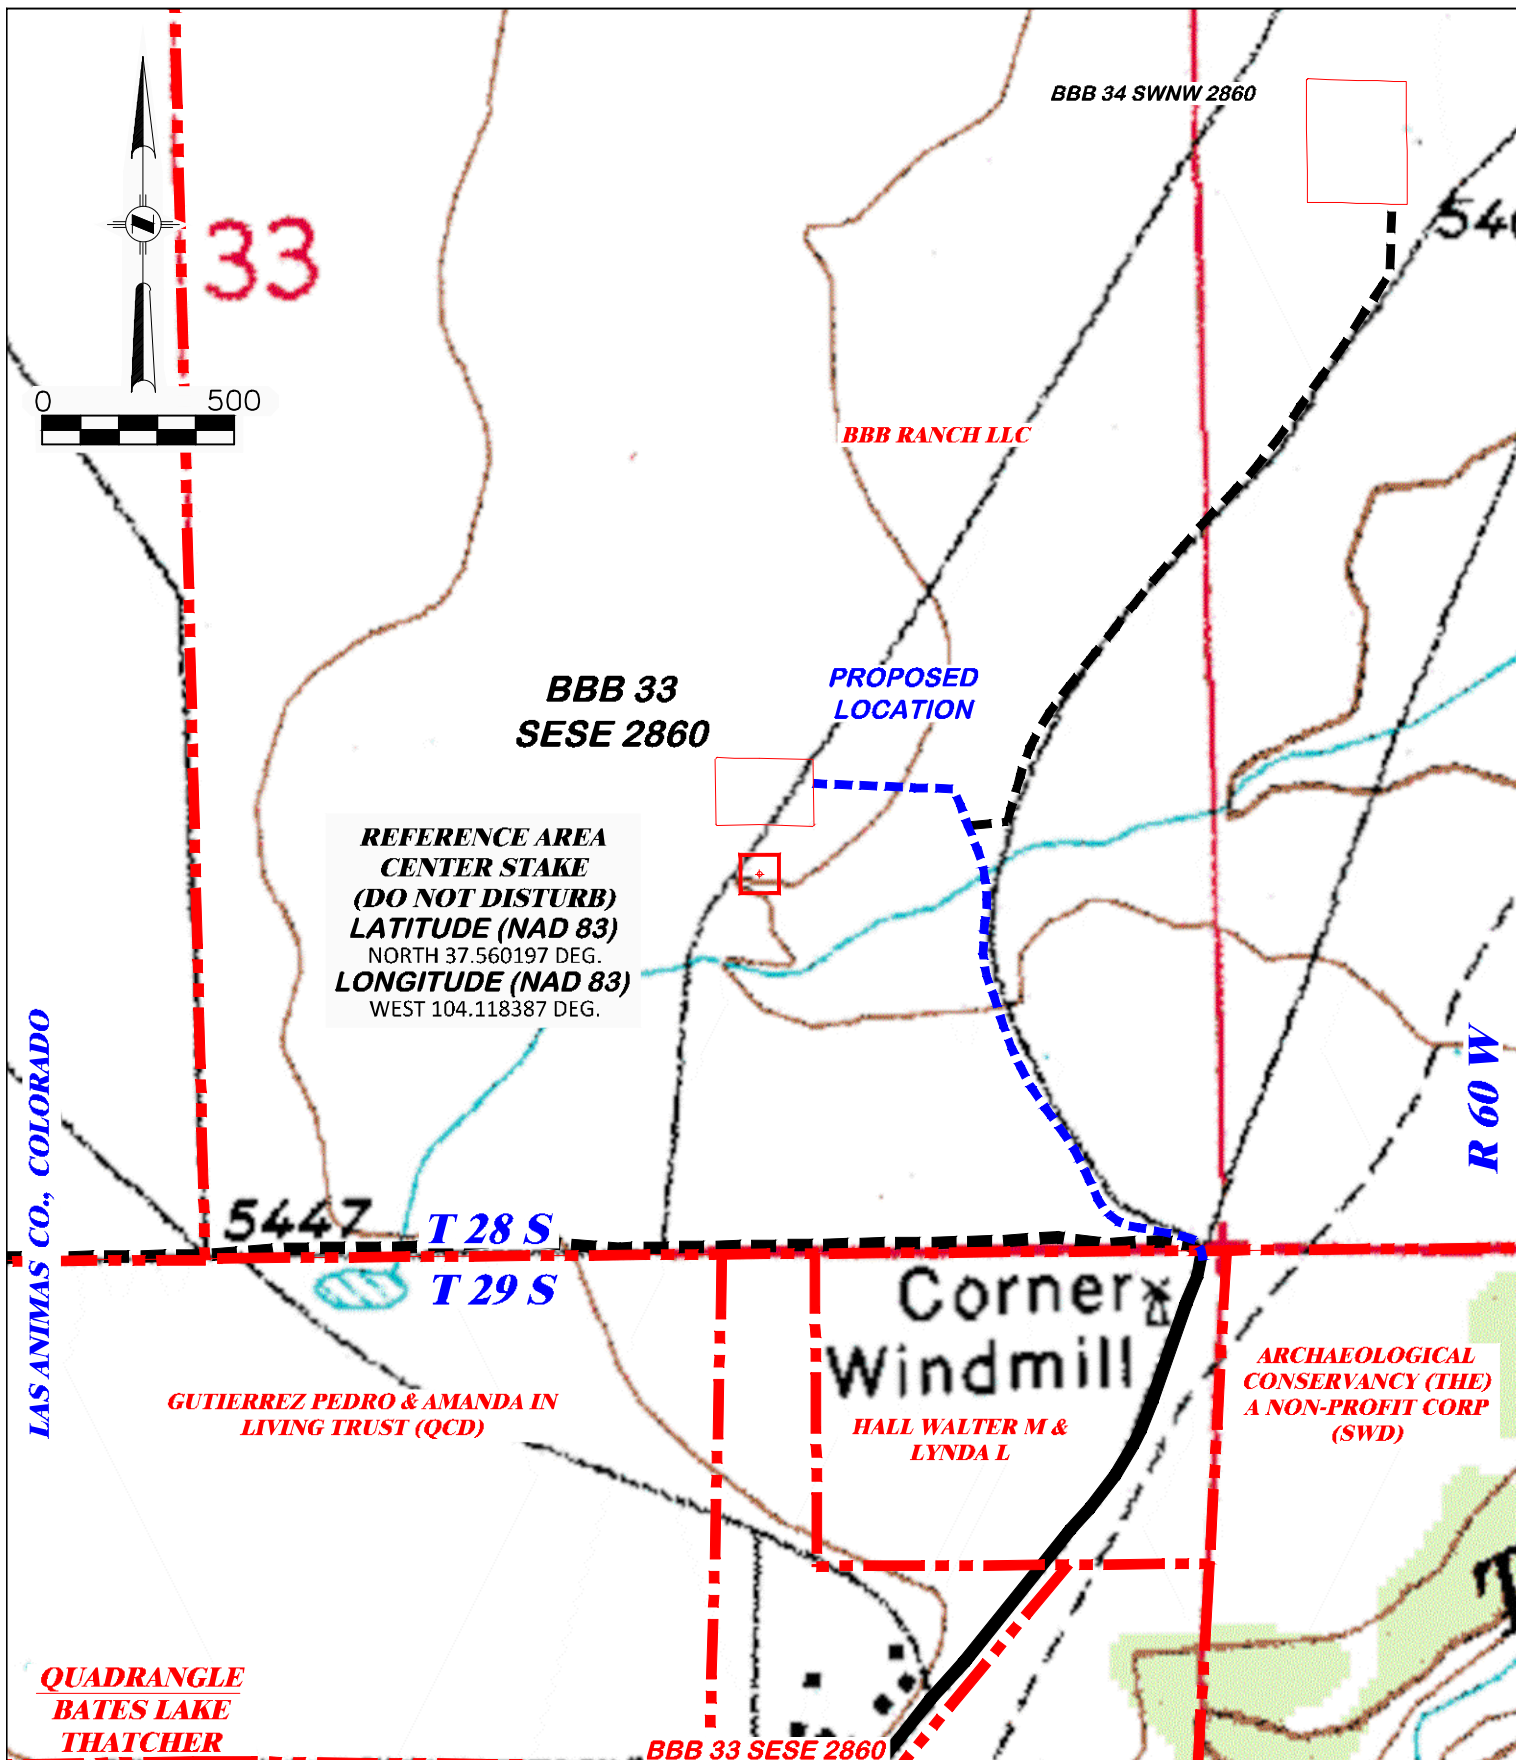 BBB 34 SWNW 2860
33
0 500
BBB RANCH LLC
PROPOSED
LOCATION
BBB 33
SESE 2860
REFERENCE AREA
CENTER STAKE
(DO NOT DISTURB)
LATITUDE (NAD 83)
NORTH 37.560197 DEG.
LONGITUDE (NAD 83)
WEST 104.118387 DEG.
LAS ANIMAS CO., COLORADO
R 60 W
5447
T 28 S
T 29 S
Corner
Windmill
GUTIERREZ PEDRO & AMANDA IN
LIVING TRUST (QCD)
HALL WALTER M &
LYNDA L
ARCHAEOLOGICAL
CONSERVANCY (THE)
A NON-PROFIT CORP
(SWD)
QUADRANGLE
BATES LAKE
THATCHER
BBB 33 SESE 2860